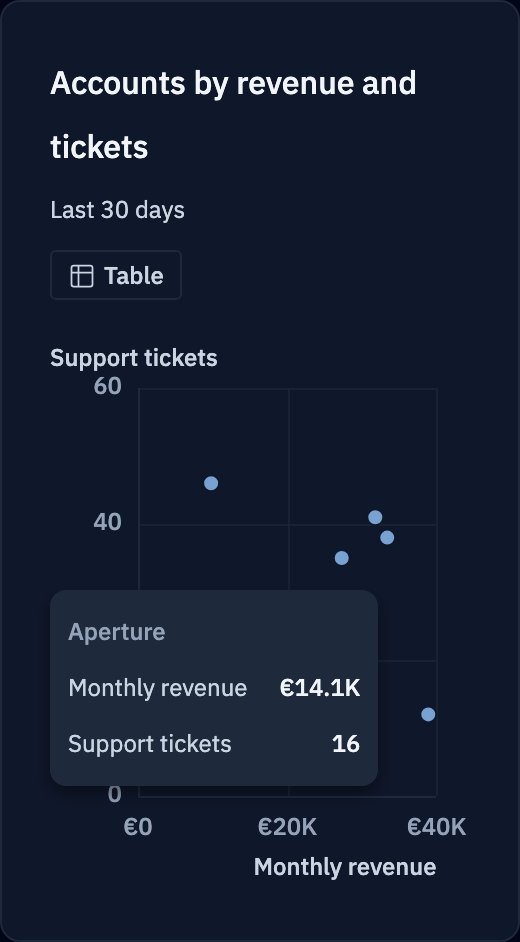 Accounts by revenue and
tickets
Last 30 days
Table
Support tickets
60
40
Aperture
Monthly revenue €14.1K
Support tickets 16
0
€0 €20K €40K
Monthly revenue